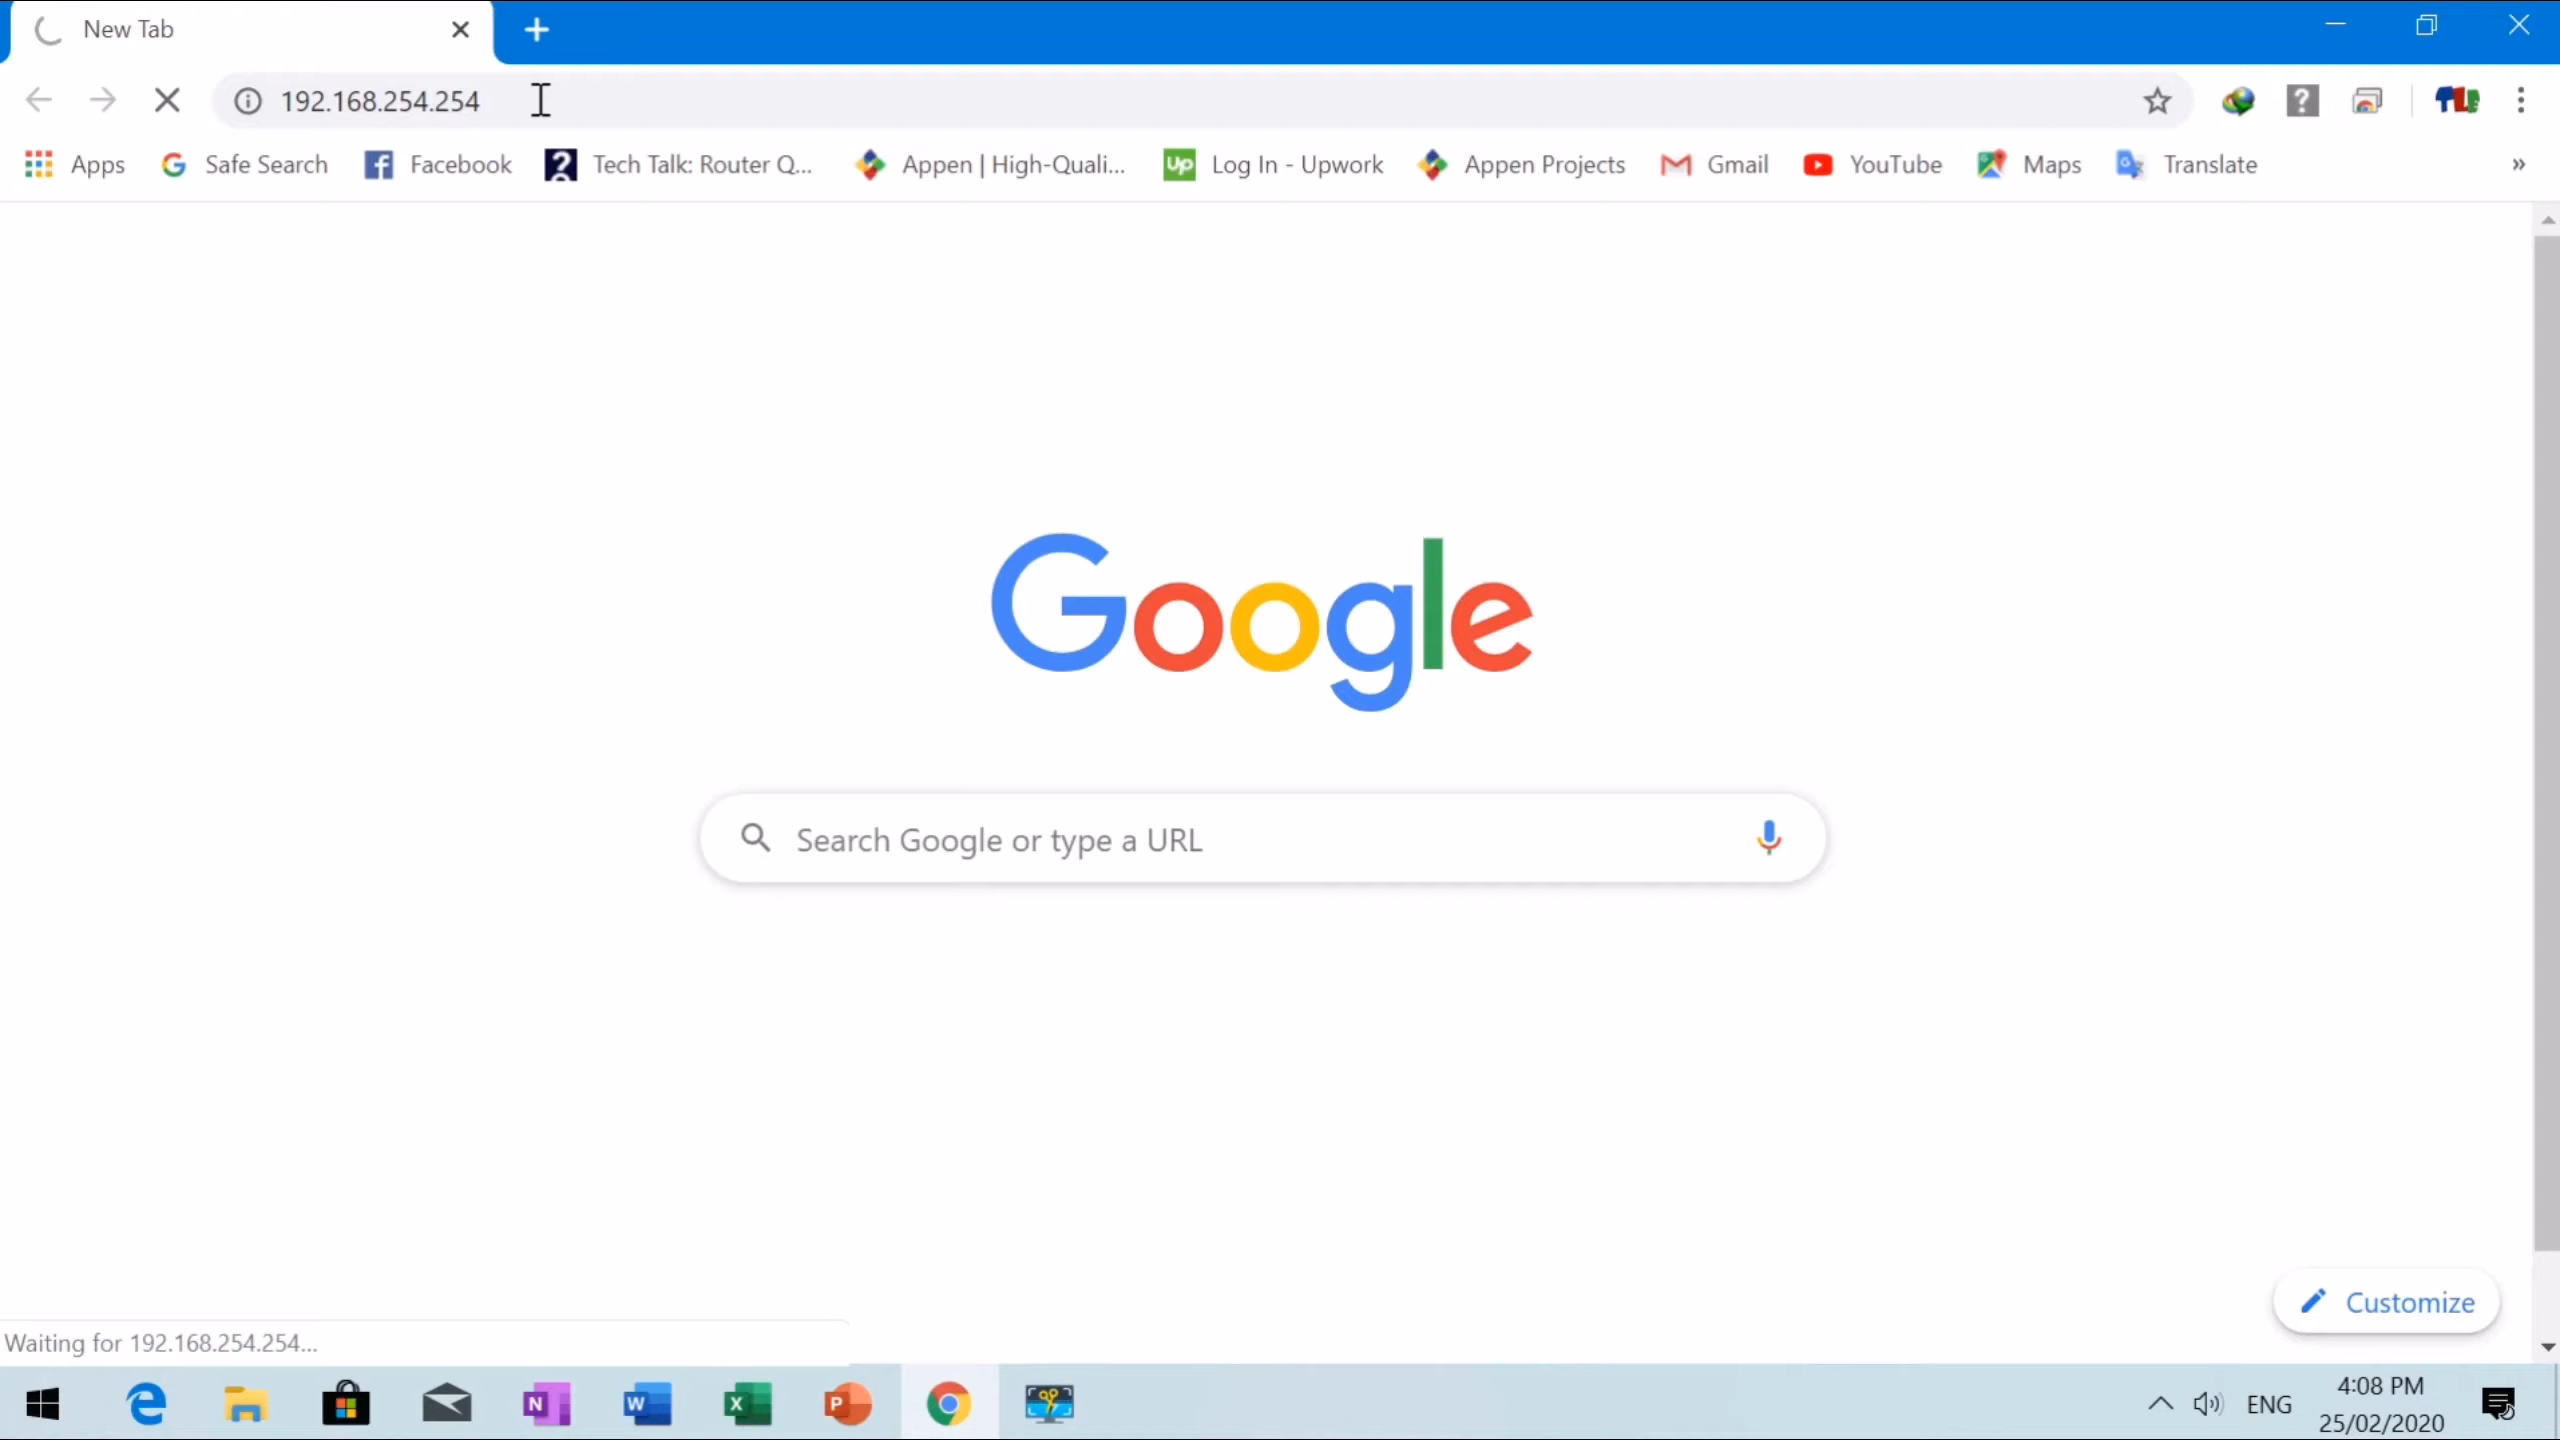 New Tab
192.168.254.254
Apps Safe Search Facebook Tech Talk: Router Q... Appen | High-Quali... Up Log In - Upwork Appen Projects Gmail YouTube Maps Translate »
Google
Search Google or type a URL
Customize
Waiting for 192.168.254.254...
ENG
4:08 PM
25/02/2020